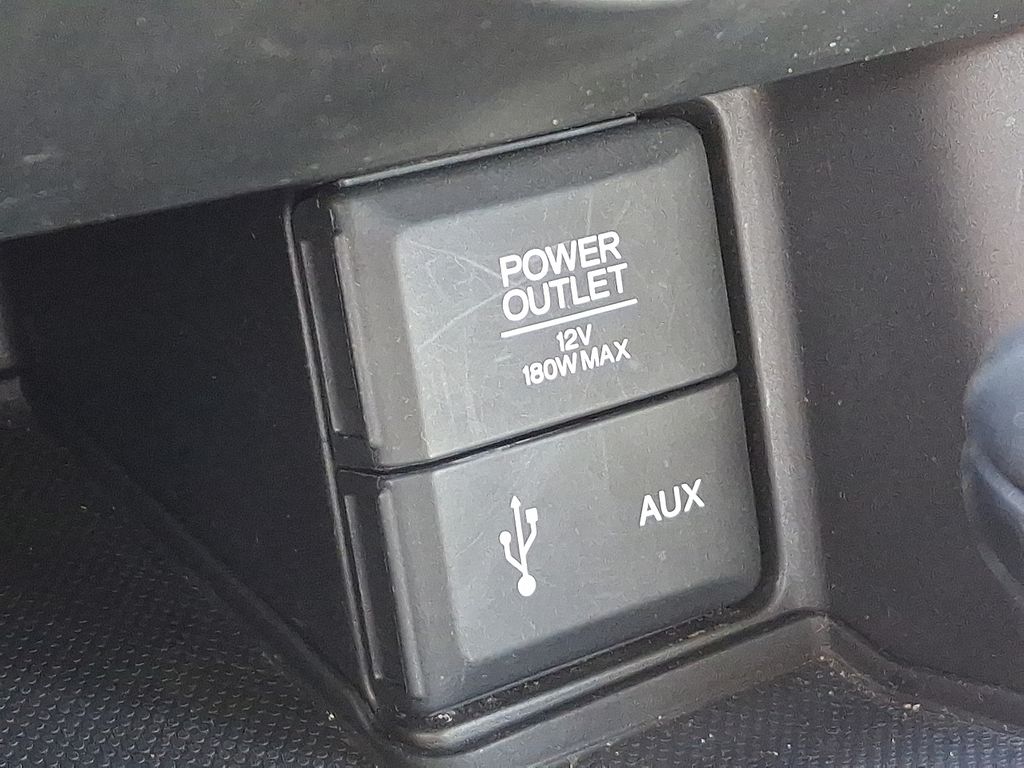 POWER
OUTLET
12V
180W MAX
AUX